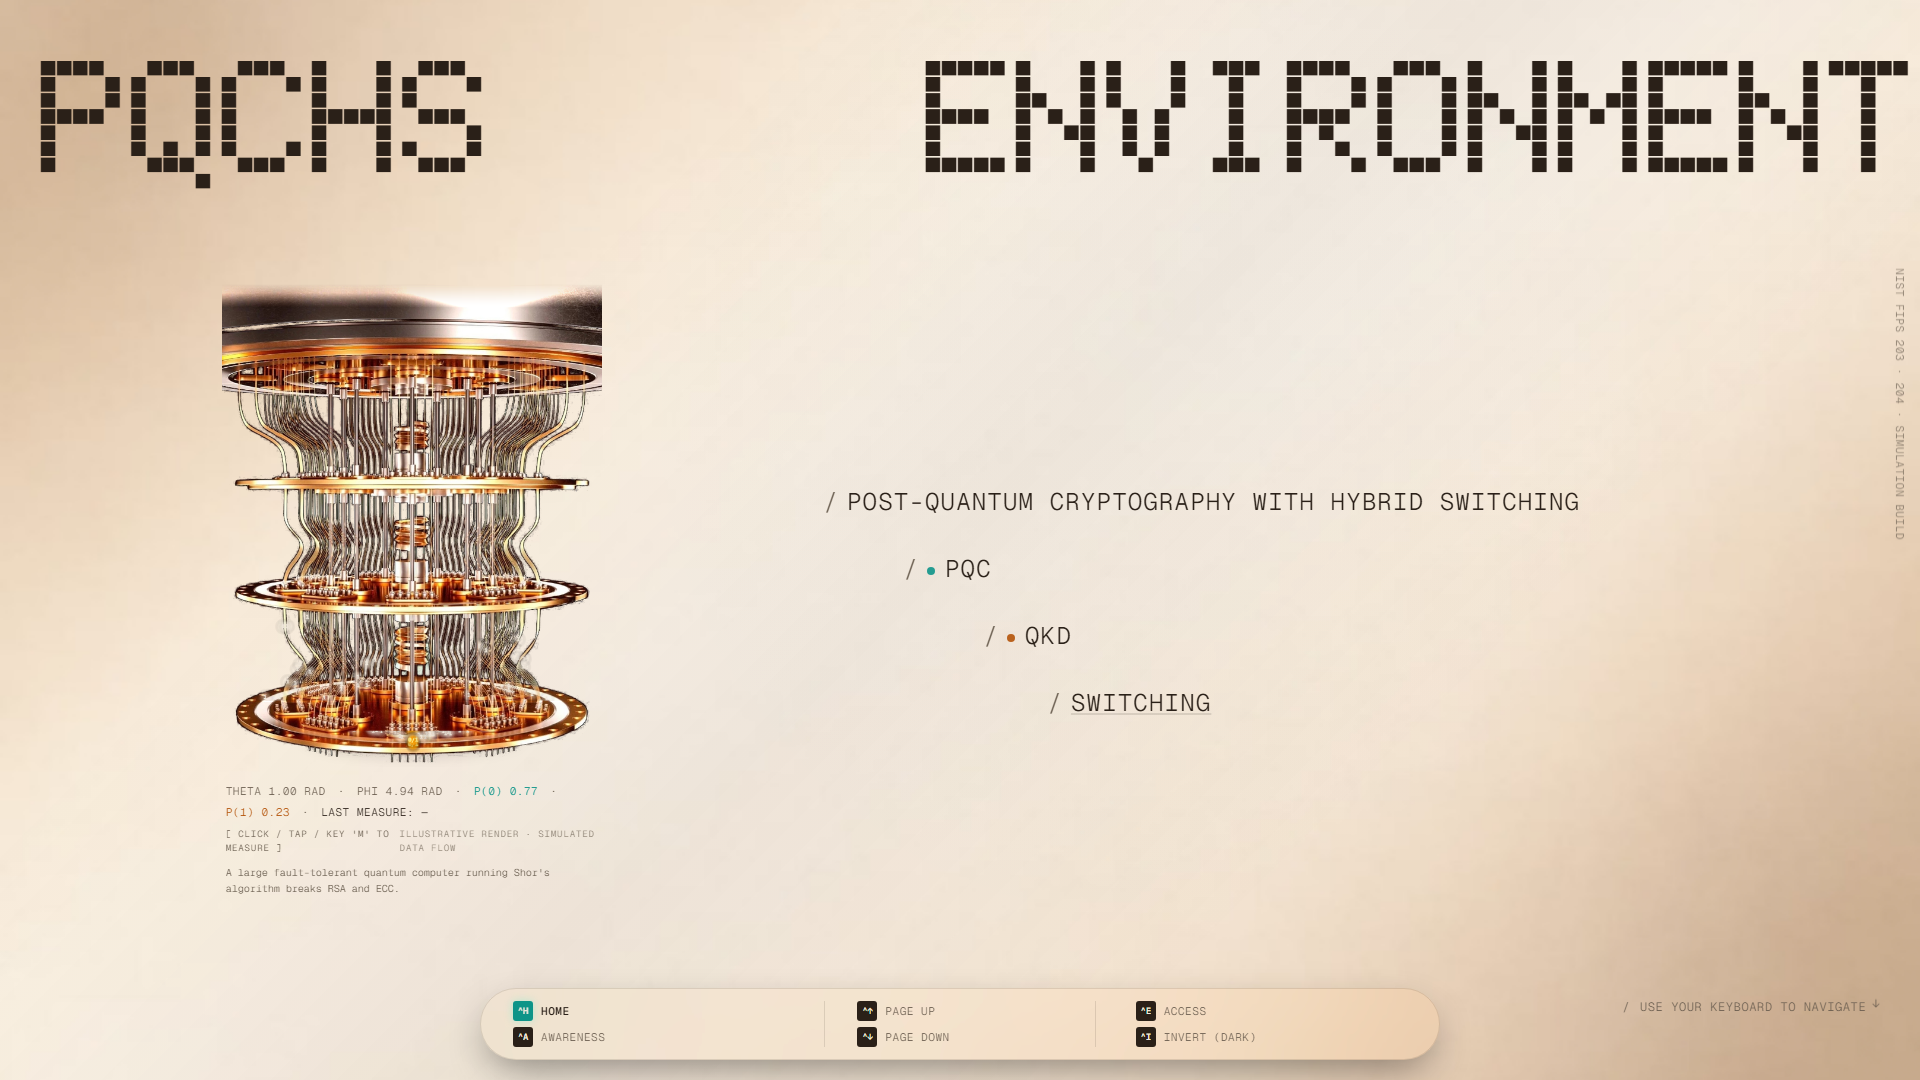 PQCHS ENVIRONMENT
NIST FIPS 203 · 204 · SIMULATION BUILD
/ POST-QUANTUM CRYPTOGRAPHY WITH HYBRID SWITCHING
/ • PQC
/ • QKD
/ SWITCHING
THETA 1.00 RAD · PHI 4.94 RAD · P(0) 0.77 ·
P(1) 0.23 · LAST MEASURE: —
[ CLICK / TAP / KEY 'M' TO
MEASURE ]
ILLUSTRATIVE RENDER · SIMULATED
DATA FLOW
A large fault-tolerant quantum computer running Shor's
algorithm breaks RSA and ECC.
^H HOME
^A AWARENESS
^↑ PAGE UP
^↓ PAGE DOWN
^E ACCESS
^I INVERT (DARK)
/ USE YOUR KEYBOARD TO NAVIGATE ↓